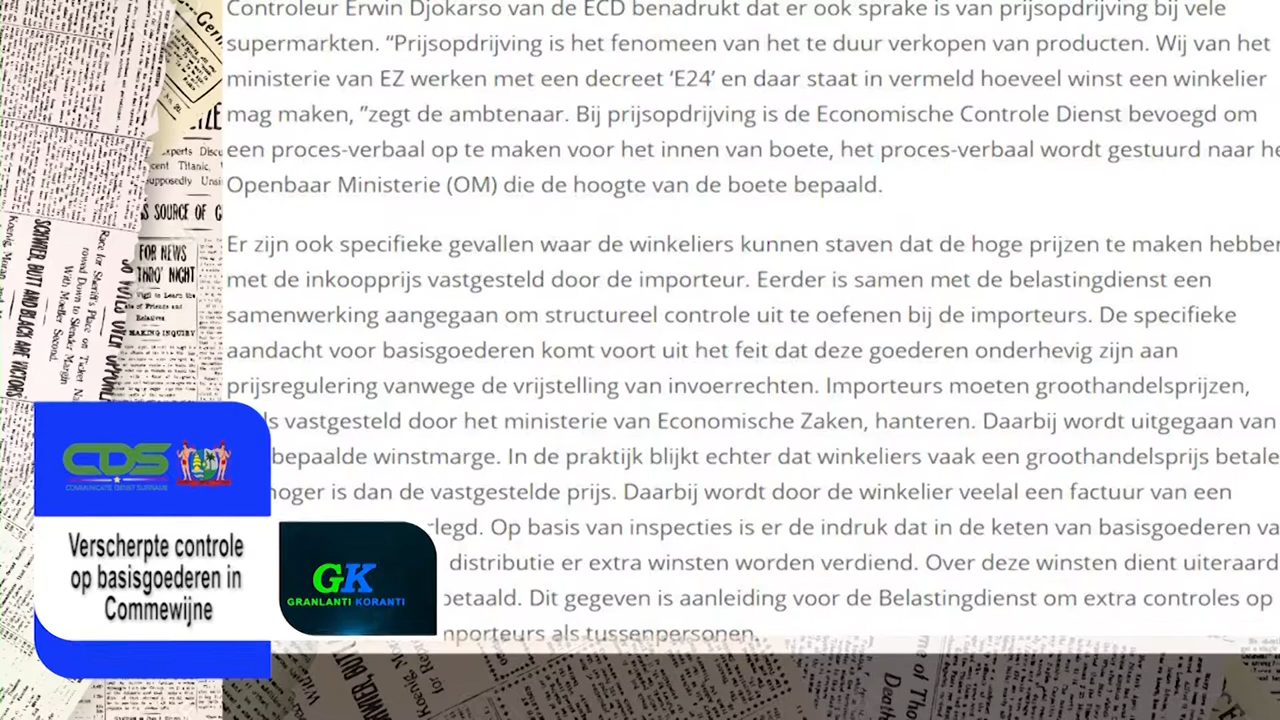 Controleur Erwin Djokarso van de ECD benadrukt dat er ook sprake is van prijsopdrijving bij vele
supermarkten. “Prijsopdrijving is het fenomeen van het te duur verkopen van producten. Wij van het
ministerie van EZ werken met een decreet ‘E24’ en daar staat in vermeld hoeveel winst een winkelier
mag maken, ”zegt de ambtenaar. Bij prijsopdrijving is de Economische Controle Dienst bevoegd om
een proces-verbaal op te maken voor het innen van boete, het proces-verbaal wordt gestuurd naar he
Openbaar Ministerie (OM) die de hoogte van de boete bepaald.
Er zijn ook specifieke gevallen waar de winkeliers kunnen staven dat de hoge prijzen te maken hebben
met de inkoopprijs vastgesteld door de importeur. Eerder is samen met de belastingdienst een
samenwerking aangegaan om structureel controle uit te oefenen bij de importeurs. De specifieke
aandacht voor basisgoederen komt voort uit het feit dat deze goederen onderhevig zijn aan
prijsregulering vanwege de vrijstelling van invoerrechten. Importeurs moeten groothandelsprijzen,
s vastgesteld door het ministerie van Economische Zaken, hanteren. Daarbij wordt uitgegaan van
bepaalde winstmarge. In de praktijk blijkt echter dat winkeliers vaak een groothandelsprijs betale
hoger is dan de vastgestelde prijs. Daarbij wordt door de winkelier veelal een factuur van een
legd. Op basis van inspecties is er de indruk dat in de keten van basisgoederen va
distributie er extra winsten worden verdiend. Over deze winsten dient uiteraard
betaald. Dit gegeven is aanleiding voor de Belastingdienst om extra controles op
mporteurs als tussenpersonen.
CDS
COMMUNICATIE DIENST SURINAME
Verscherpte controle
op basisgoederen in
Commewijne
GK
GRANLANTI KORANTI
SOURCE OF G
FOR NEWS
THRO' NIGHT
MAKING INQUIRY